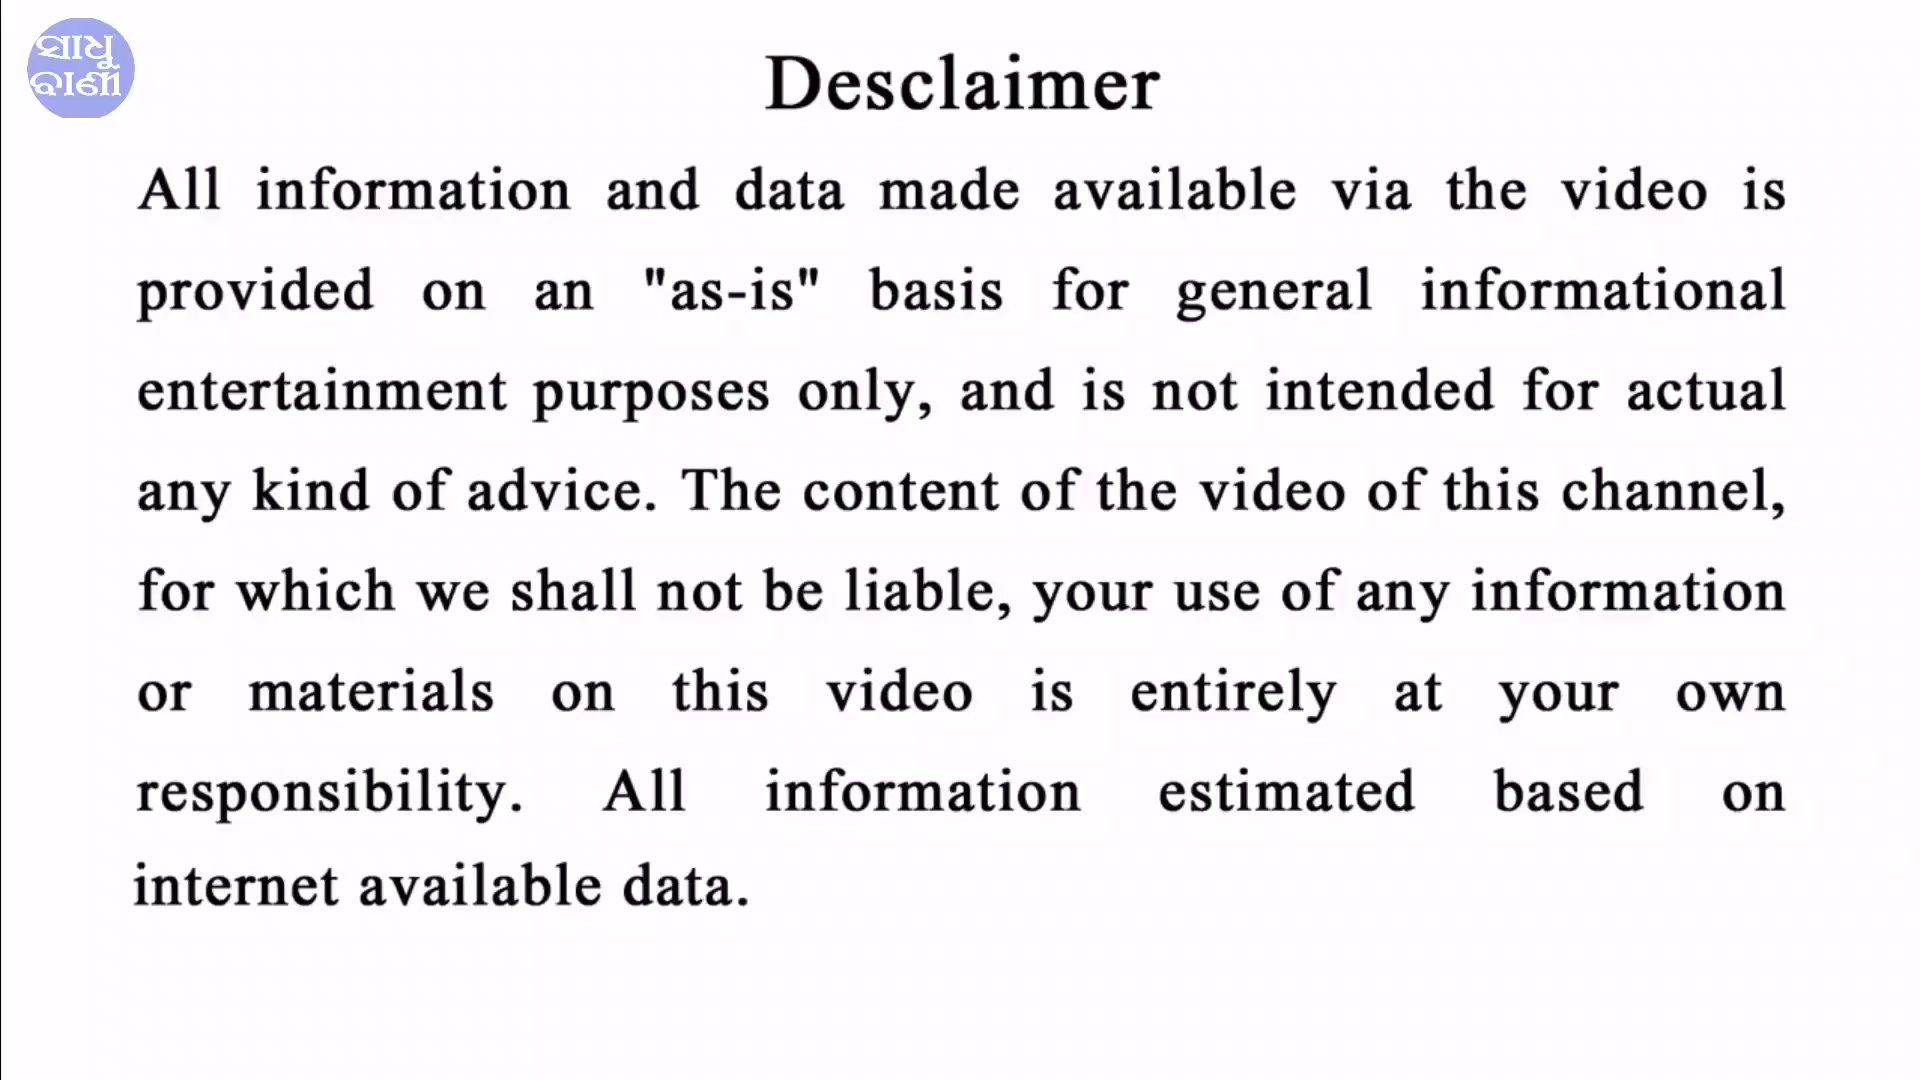 ସାଧୁ
ବାଣୀ
Desclaimer
All information and data made available via the video is
provided on an "as-is" basis for general informational
entertainment purposes only, and is not intended for actual
any kind of advice. The content of the video of this channel,
for which we shall not be liable, your use of any information
or materials on this video is entirely at your own
responsibility. All information estimated based on
internet available data.